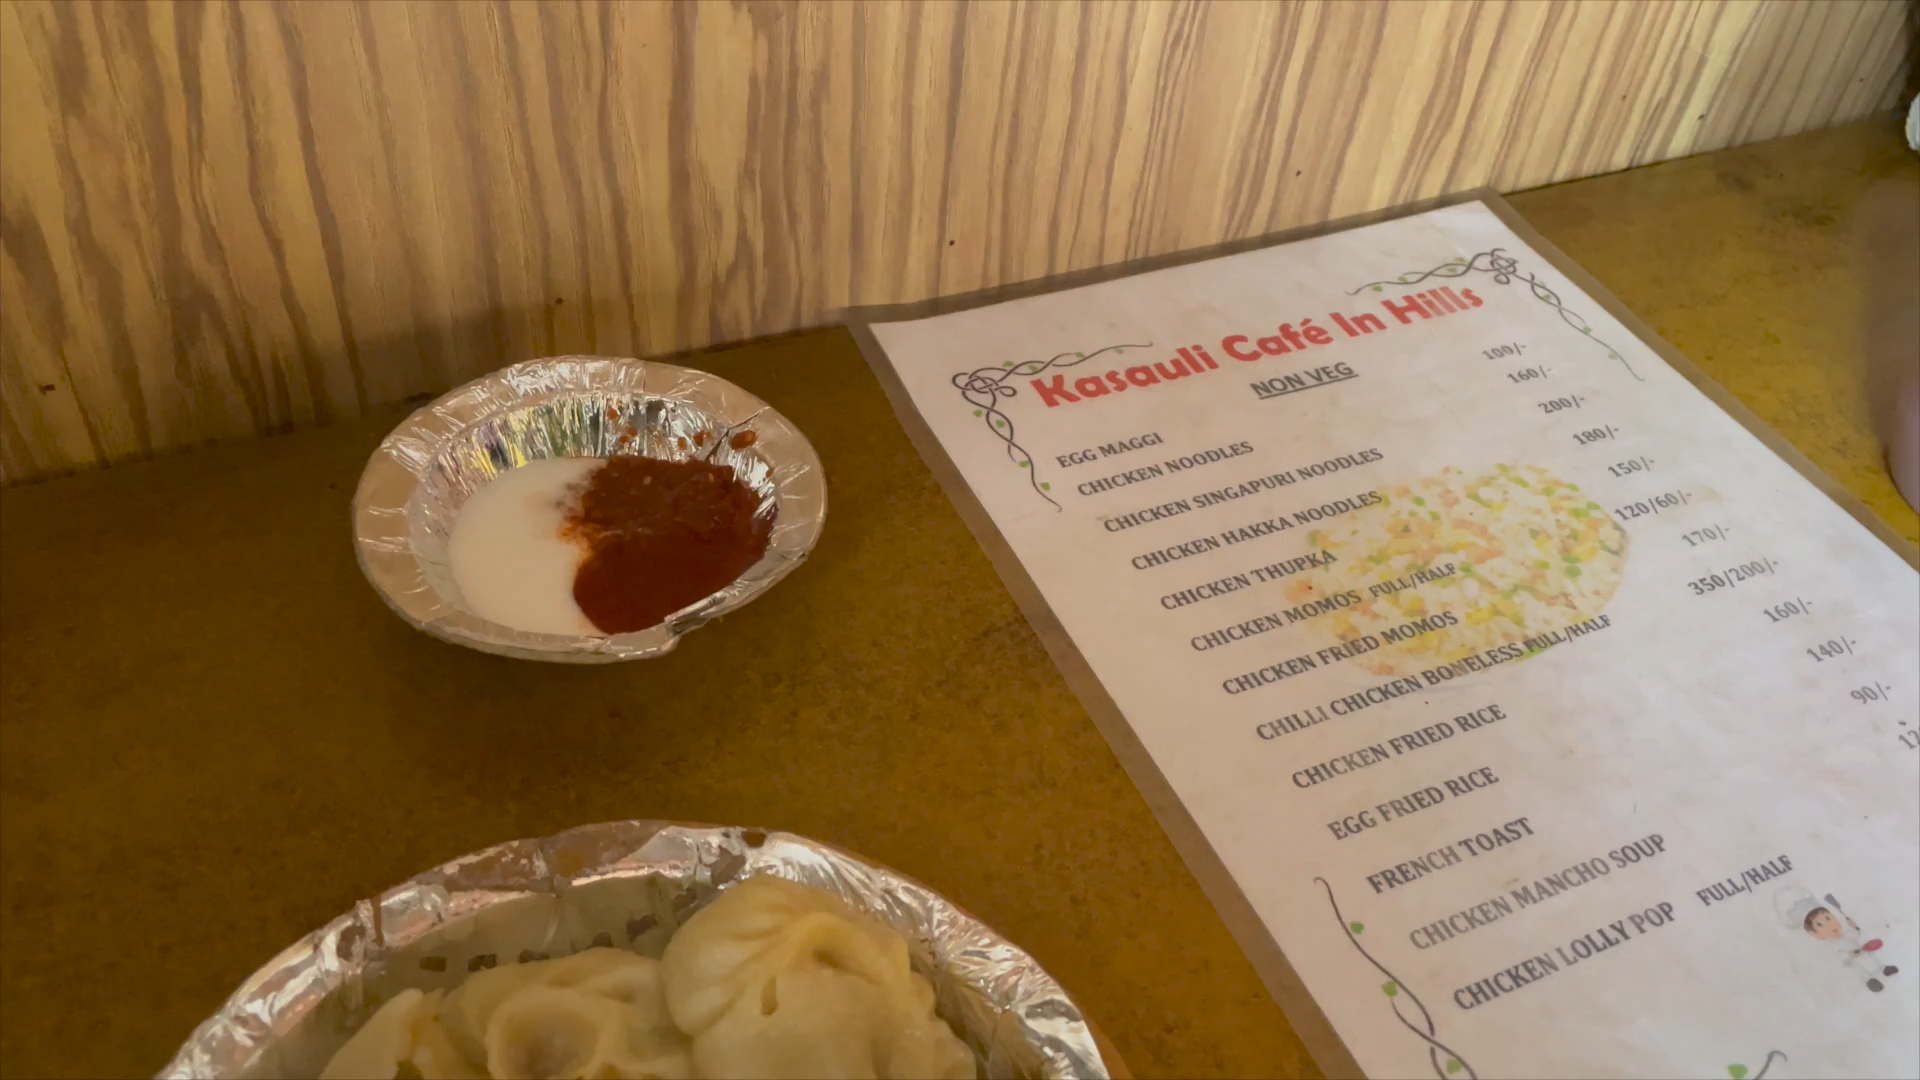 Kasauli Café In Hills
NON VEG
EGG MAGGI 100/-
CHICKEN NOODLES 160/-
CHICKEN SINGAPURI NOODLES 200/-
CHICKEN HAKKA NOODLES 180/-
CHICKEN THUPKA 150/-
CHICKEN MOMOS FULL/HALF 120/60/-
CHICKEN FRIED MOMOS 170/-
CHILLI CHICKEN BONELESS FULL/HALF 350/200/-
CHICKEN FRIED RICE 160/-
EGG FRIED RICE 140/-
FRENCH TOAST 90/-
CHICKEN MANCHO SOUP
CHICKEN LOLLY POP FULL/HALF